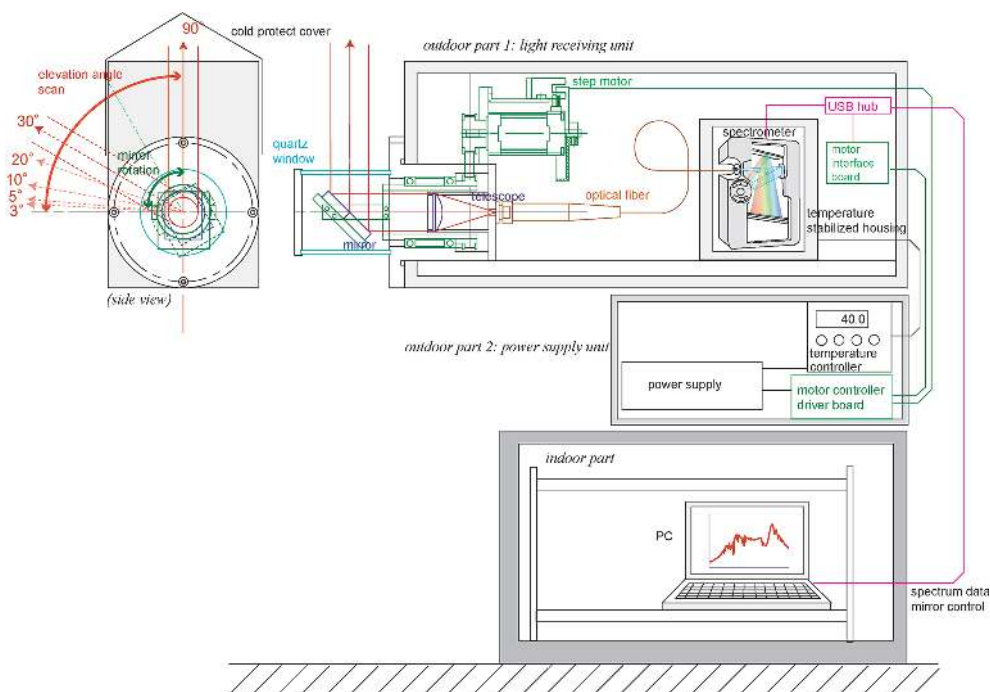 90°
cold protect cover
outdoor part 1: light receiving unit
elevation angle
scan
step motor
30°
USB hub
spectrometer
quartz
window
mirror
rotation
motor
interface
board
20°
10°
5°
3°
telescope
optical fiber
mirror
temperature
stabilized housing
(side view)
40.0
outdoor part 2: power supply unit
temperature
controller
power supply
motor controller
driver board
indoor part
PC
spectrum data
mirror control